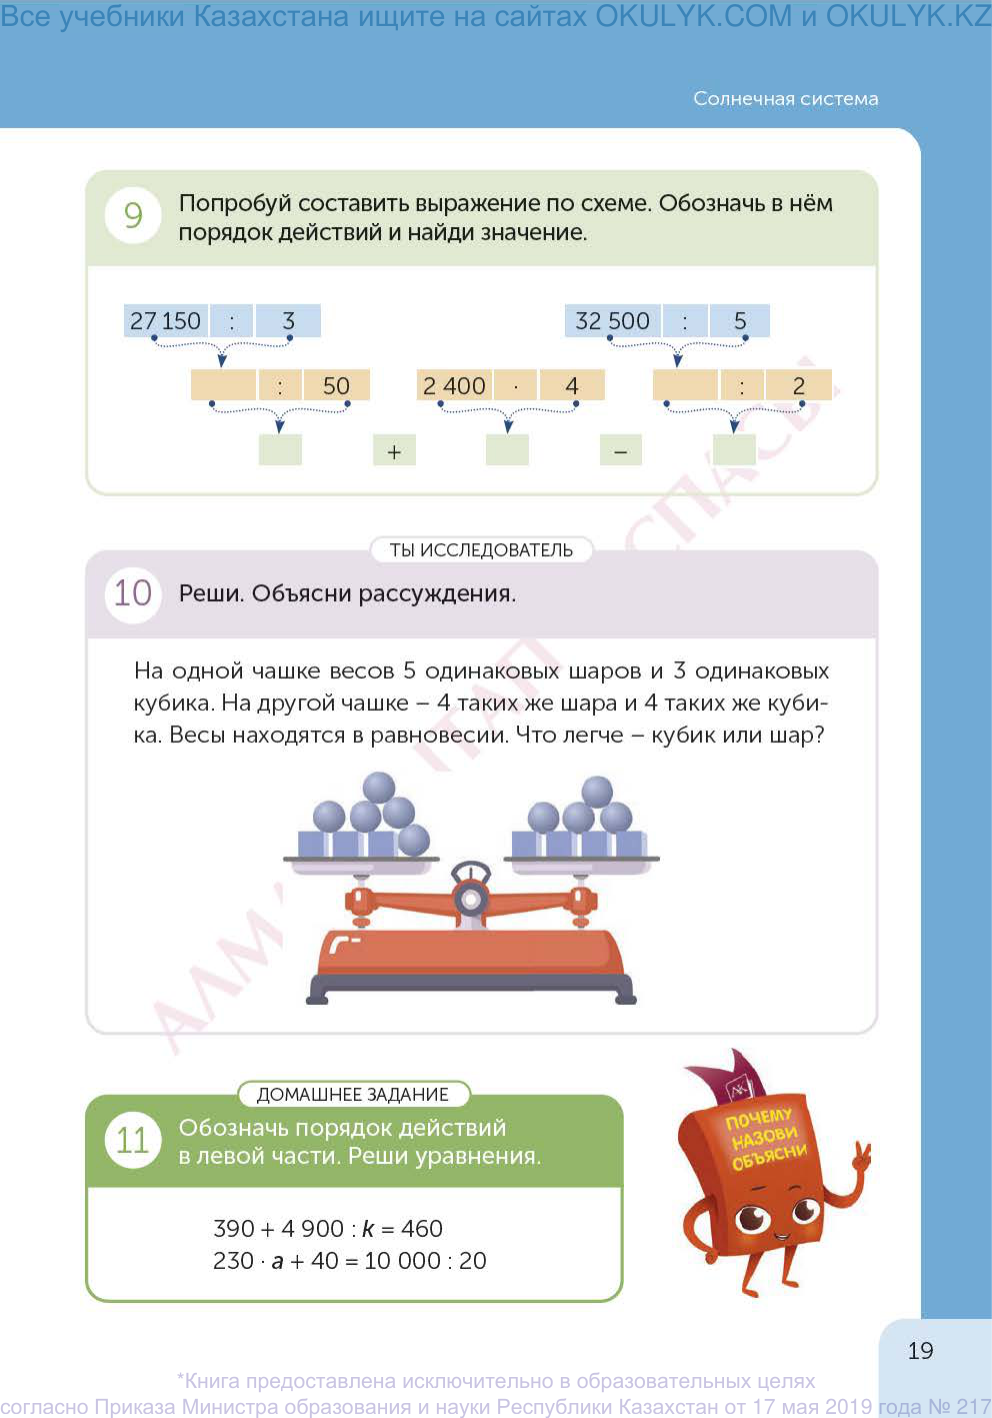 Все учебники Казахстана ищите на сайтах OKULYK.COM и OKULYK.KZ
Солнечная система
9
Попробуй составить выражение по схеме. Обозначь в нём
порядок действий и найди значение.
27 150 : 3
32 500 : 5
: 50
2 400 · 4
: 2
+ −
ТЫ ИССЛЕДОВАТЕЛЬ
10
Реши. Объясни рассуждения.
На одной чашке весов 5 одинаковых шаров и 3 одинаковых
кубика. На другой чашке – 4 таких же шара и 4 таких же куби-
ка. Весы находятся в равновесии. Что легче – кубик или шар?
ДОМАШНЕЕ ЗАДАНИЕ
11
Обозначь порядок действий
в левой части. Реши уравнения.
390 + 4 900 : k = 460
230 · a + 40 = 10 000 : 20
АК
ПОЧЕМУ
НАЗОВИ
ОБЪЯСНИ
19
*Книга предоставлена исключительно в образовательных целях
согласно Приказа Министра образования и науки Республики Казахстан от 17 мая 2019 года № 217